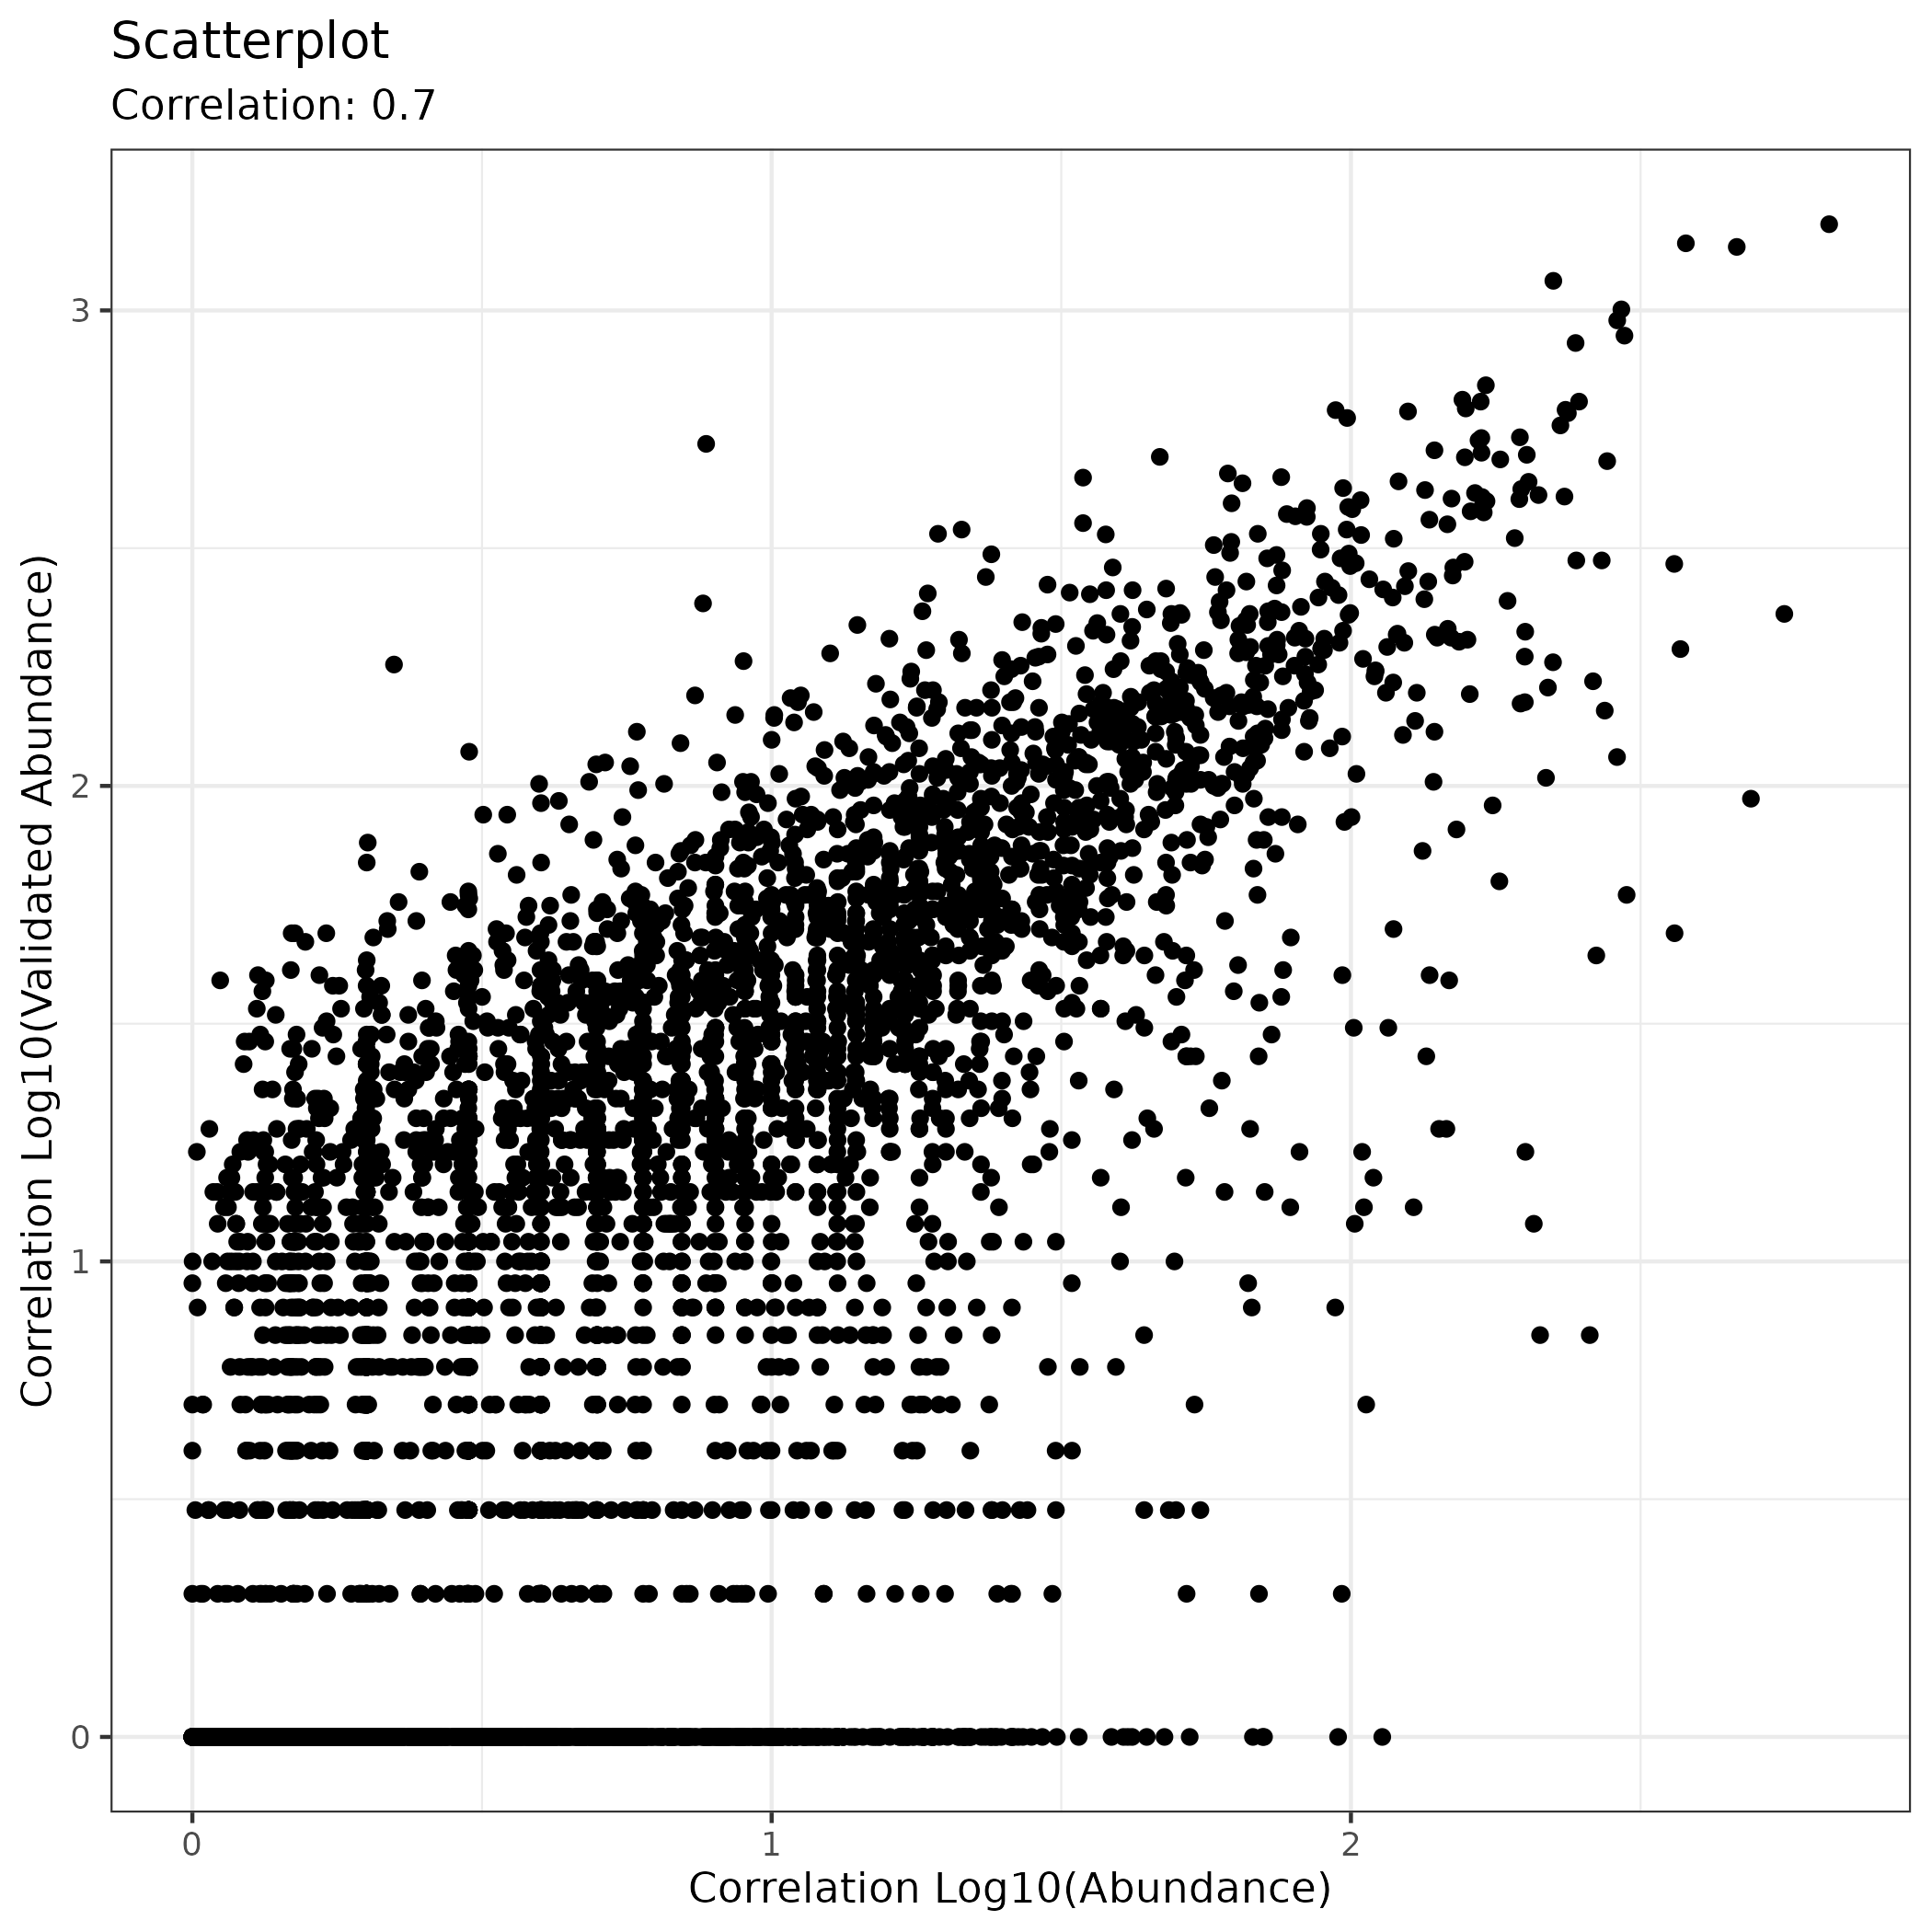 Scatterplot
Correlation: 0.7
3
2
1
0
Correlation Log10(Validated Abundance)
0
1
2
Correlation Log10(Abundance)